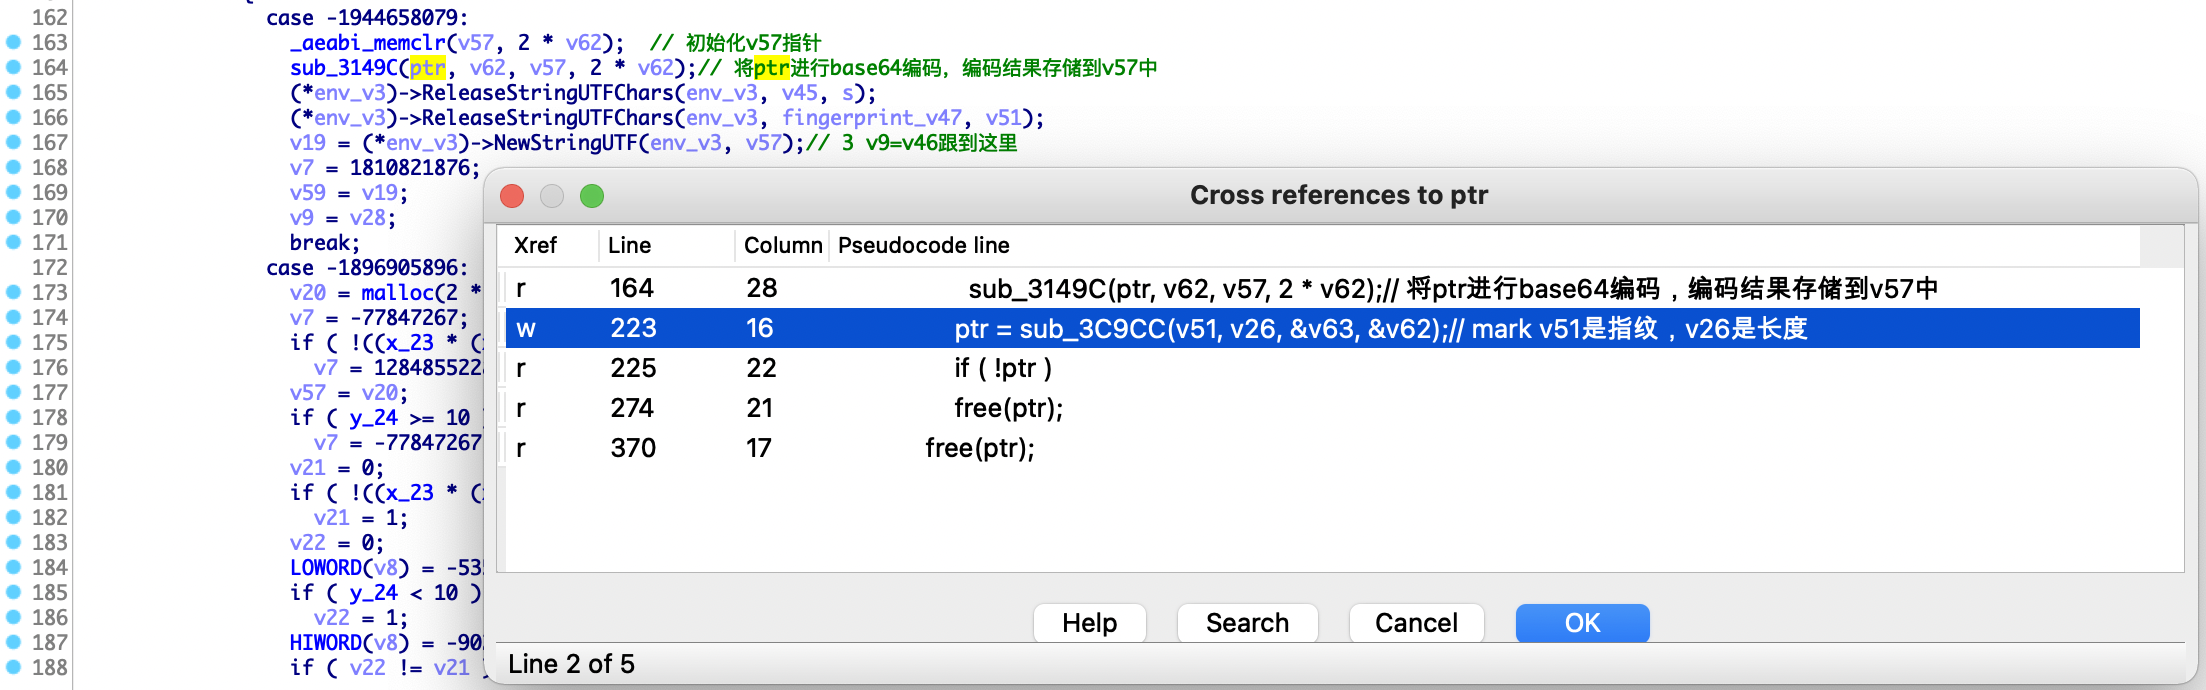 162 case -1944658079:
163 _aeabi_memclr(v57, 2 * v62); // 初始化v57指针
164 sub_3149C(ptr, v62, v57, 2 * v62);// 将ptr进行base64编码，编码结果存储到v57中
165 (*env_v3)->ReleaseStringUTFChars(env_v3, v45, s);
166 (*env_v3)->ReleaseStringUTFChars(env_v3, fingerprint_v47, v51);
167 v19 = (*env_v3)->NewStringUTF(env_v3, v57);// 3 v9=v46跟到这里
168 v7 = 1810821876;
169 v59 = v19;
170 v9 = v28;
171 break;
172 case -1896905896:
173 v20 = malloc(2 *
174 v7 = -77847267;
175 if ( !((x_23 * (
176 v7 = 128485522
177 v57 = v20;
178 if ( y_24 >= 10
179 v7 = -77847267
180 v21 = 0;
181 if ( !((x_23 * (
182 v21 = 1;
183 v22 = 0;
184 LOWORD(v8) = -53
185 if ( y_24 < 10 )
186 v22 = 1;
187 HIWORD(v8) = -90
188 if ( v22 != v21 )
Cross references to ptr
Xref Line Column Pseudocode line
r 164 28 sub_3149C(ptr, v62, v57, 2 * v62);// 将ptr进行base64编码，编码结果存储到v57中
w 223 16 ptr = sub_3C9CC(v51, v26, &v63, &v62);// mark v51是指纹，v26是长度
r 225 22 if ( !ptr )
r 274 21 free(ptr);
r 370 17 free(ptr);
Help Search Cancel OK
Line 2 of 5